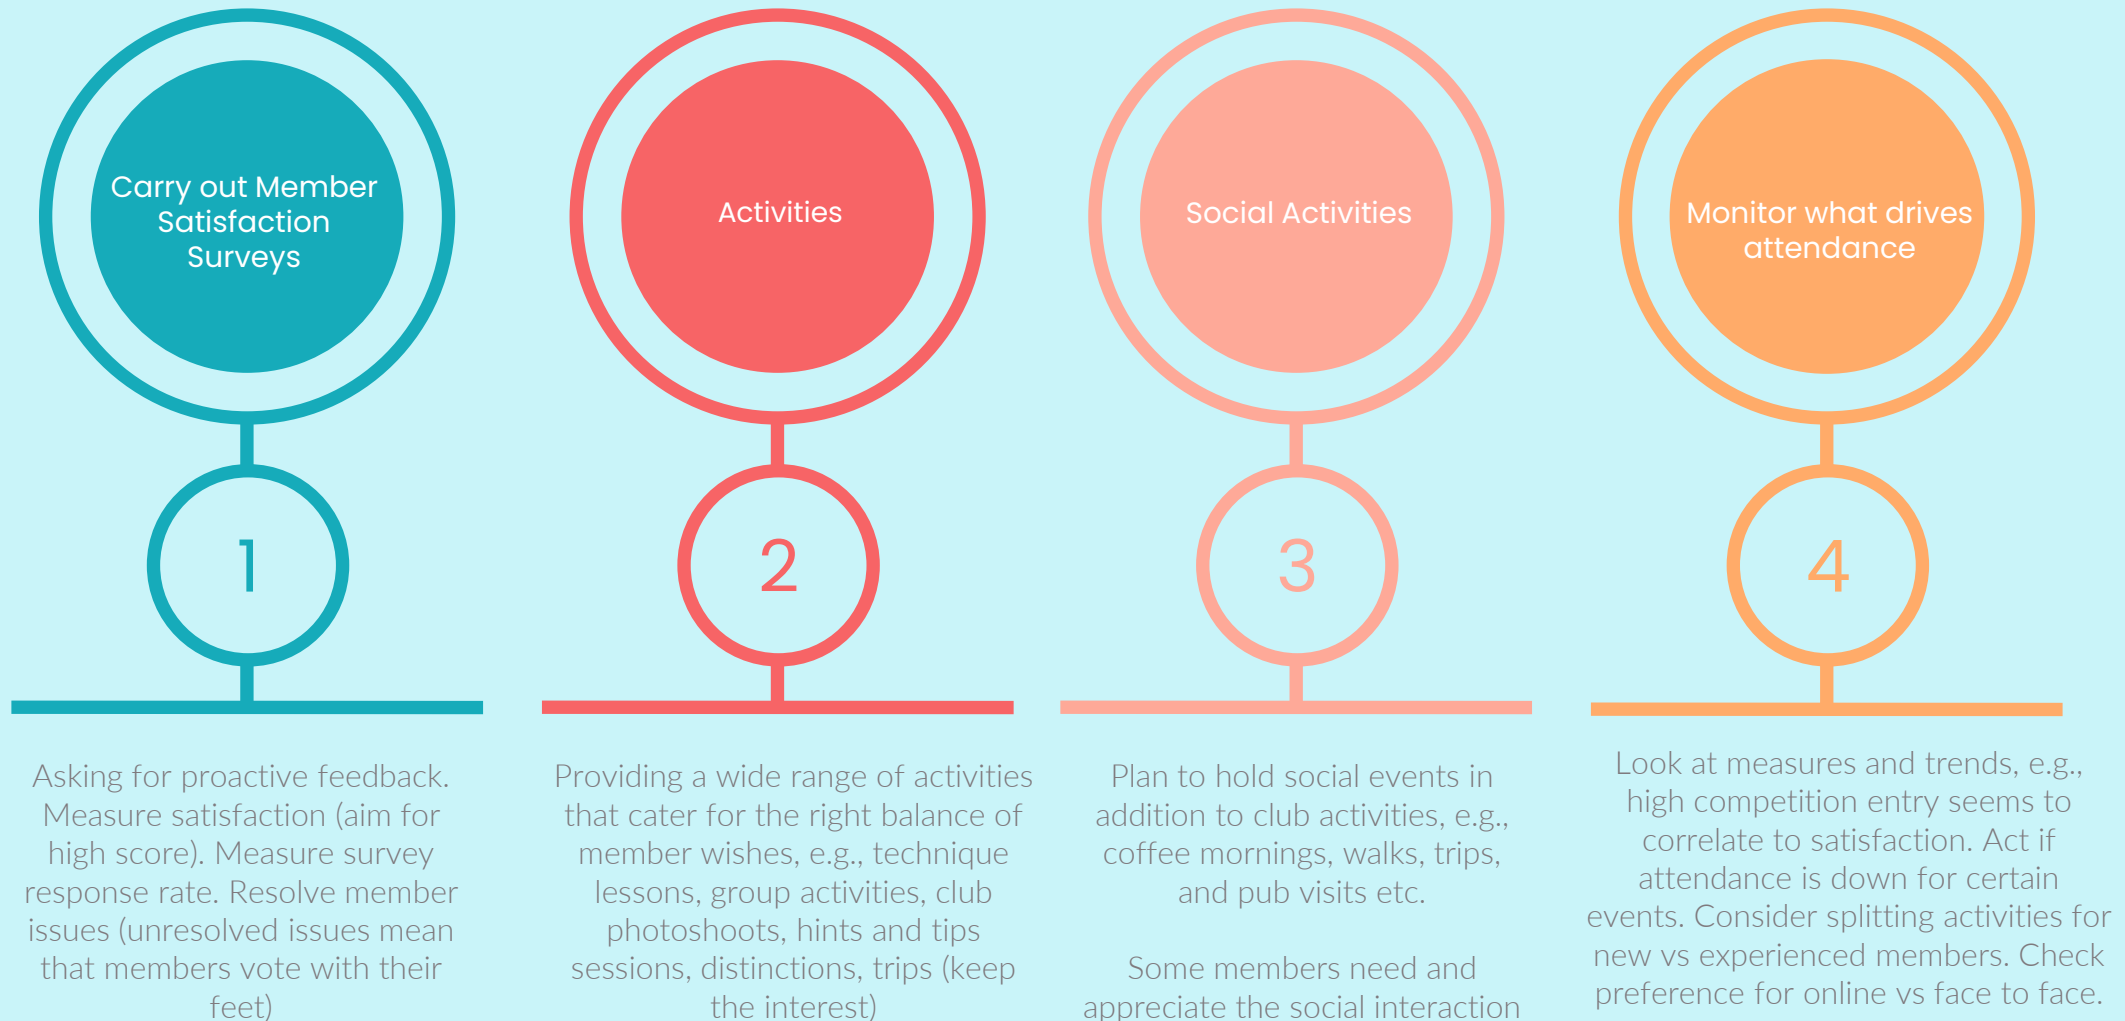 Carry out Member
Satisfaction
Surveys
1
Asking for proactive feedback.
Measure satisfaction (aim for
high score). Measure survey
response rate. Resolve member
issues (unresolved issues mean
that members vote with their
feet)
Activities
2
Providing a wide range of activities
that cater for the right balance of
member wishes, e.g., technique
lessons, group activities, club
photoshoots, hints and tips
sessions, distinctions, trips (keep
the interest)
Social Activities
3
Plan to hold social events in
addition to club activities, e.g.,
coffee mornings, walks, trips,
and pub visits etc.
Some members need and
appreciate the social interaction
Monitor what drives
attendance
4
Look at measures and trends, e.g.,
high competition entry seems to
correlate to satisfaction. Act if
attendance is down for certain
events. Consider splitting activities for
new vs experienced members. Check
preference for online vs face to face.